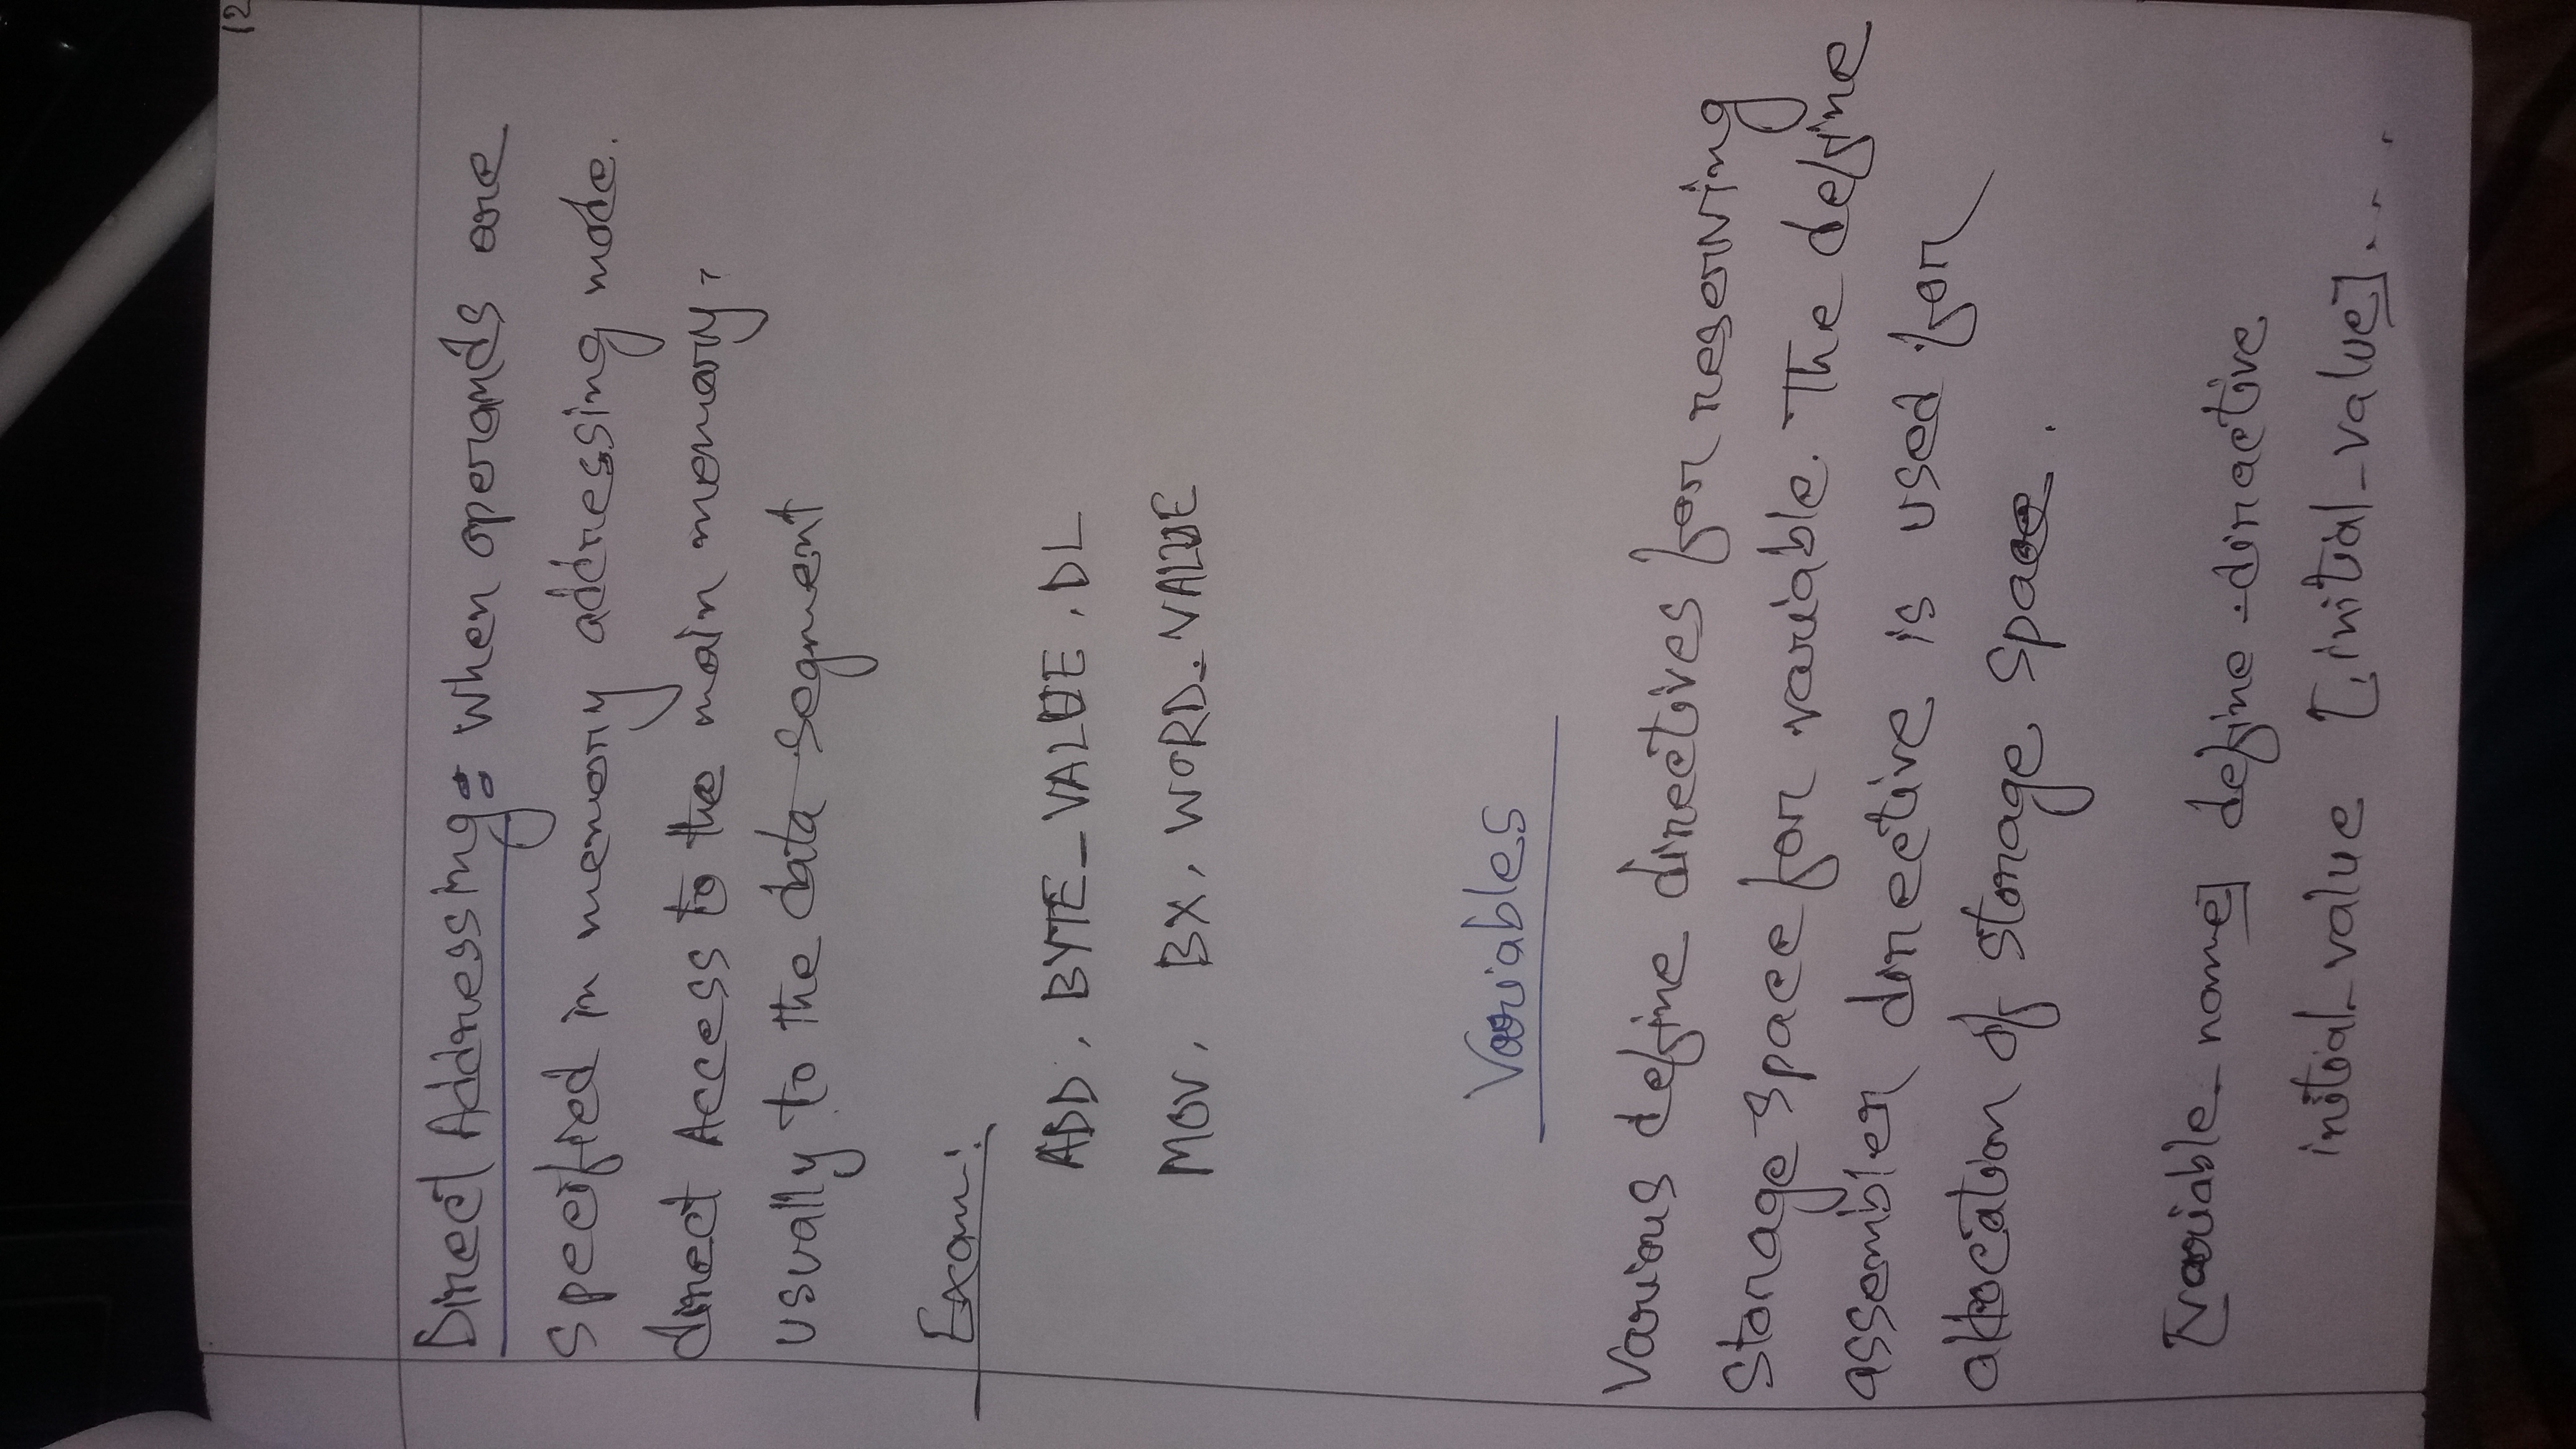 12
Direct Addressing: When operands are
specified in memory addressing mode.
direct Access to the main memory,
usually to the data segment
Exam:
ADD, BYTE_VALUE, DL
MOV, BX, WORD_VALUE
Variables
Various define directives for reserving
storage space for variable. The define
assembler directive is used for
allocation of storage space.
[variable_name] define-diractive
initial_value [,initial_value]...